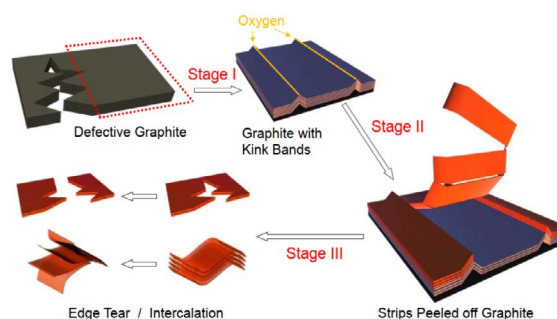 Oxygen
Stage I
Defective Graphite
Graphite with
Kink Bands
Stage II
Stage III
Edge Tear / Intercalation
Strips Peeled off Graphite